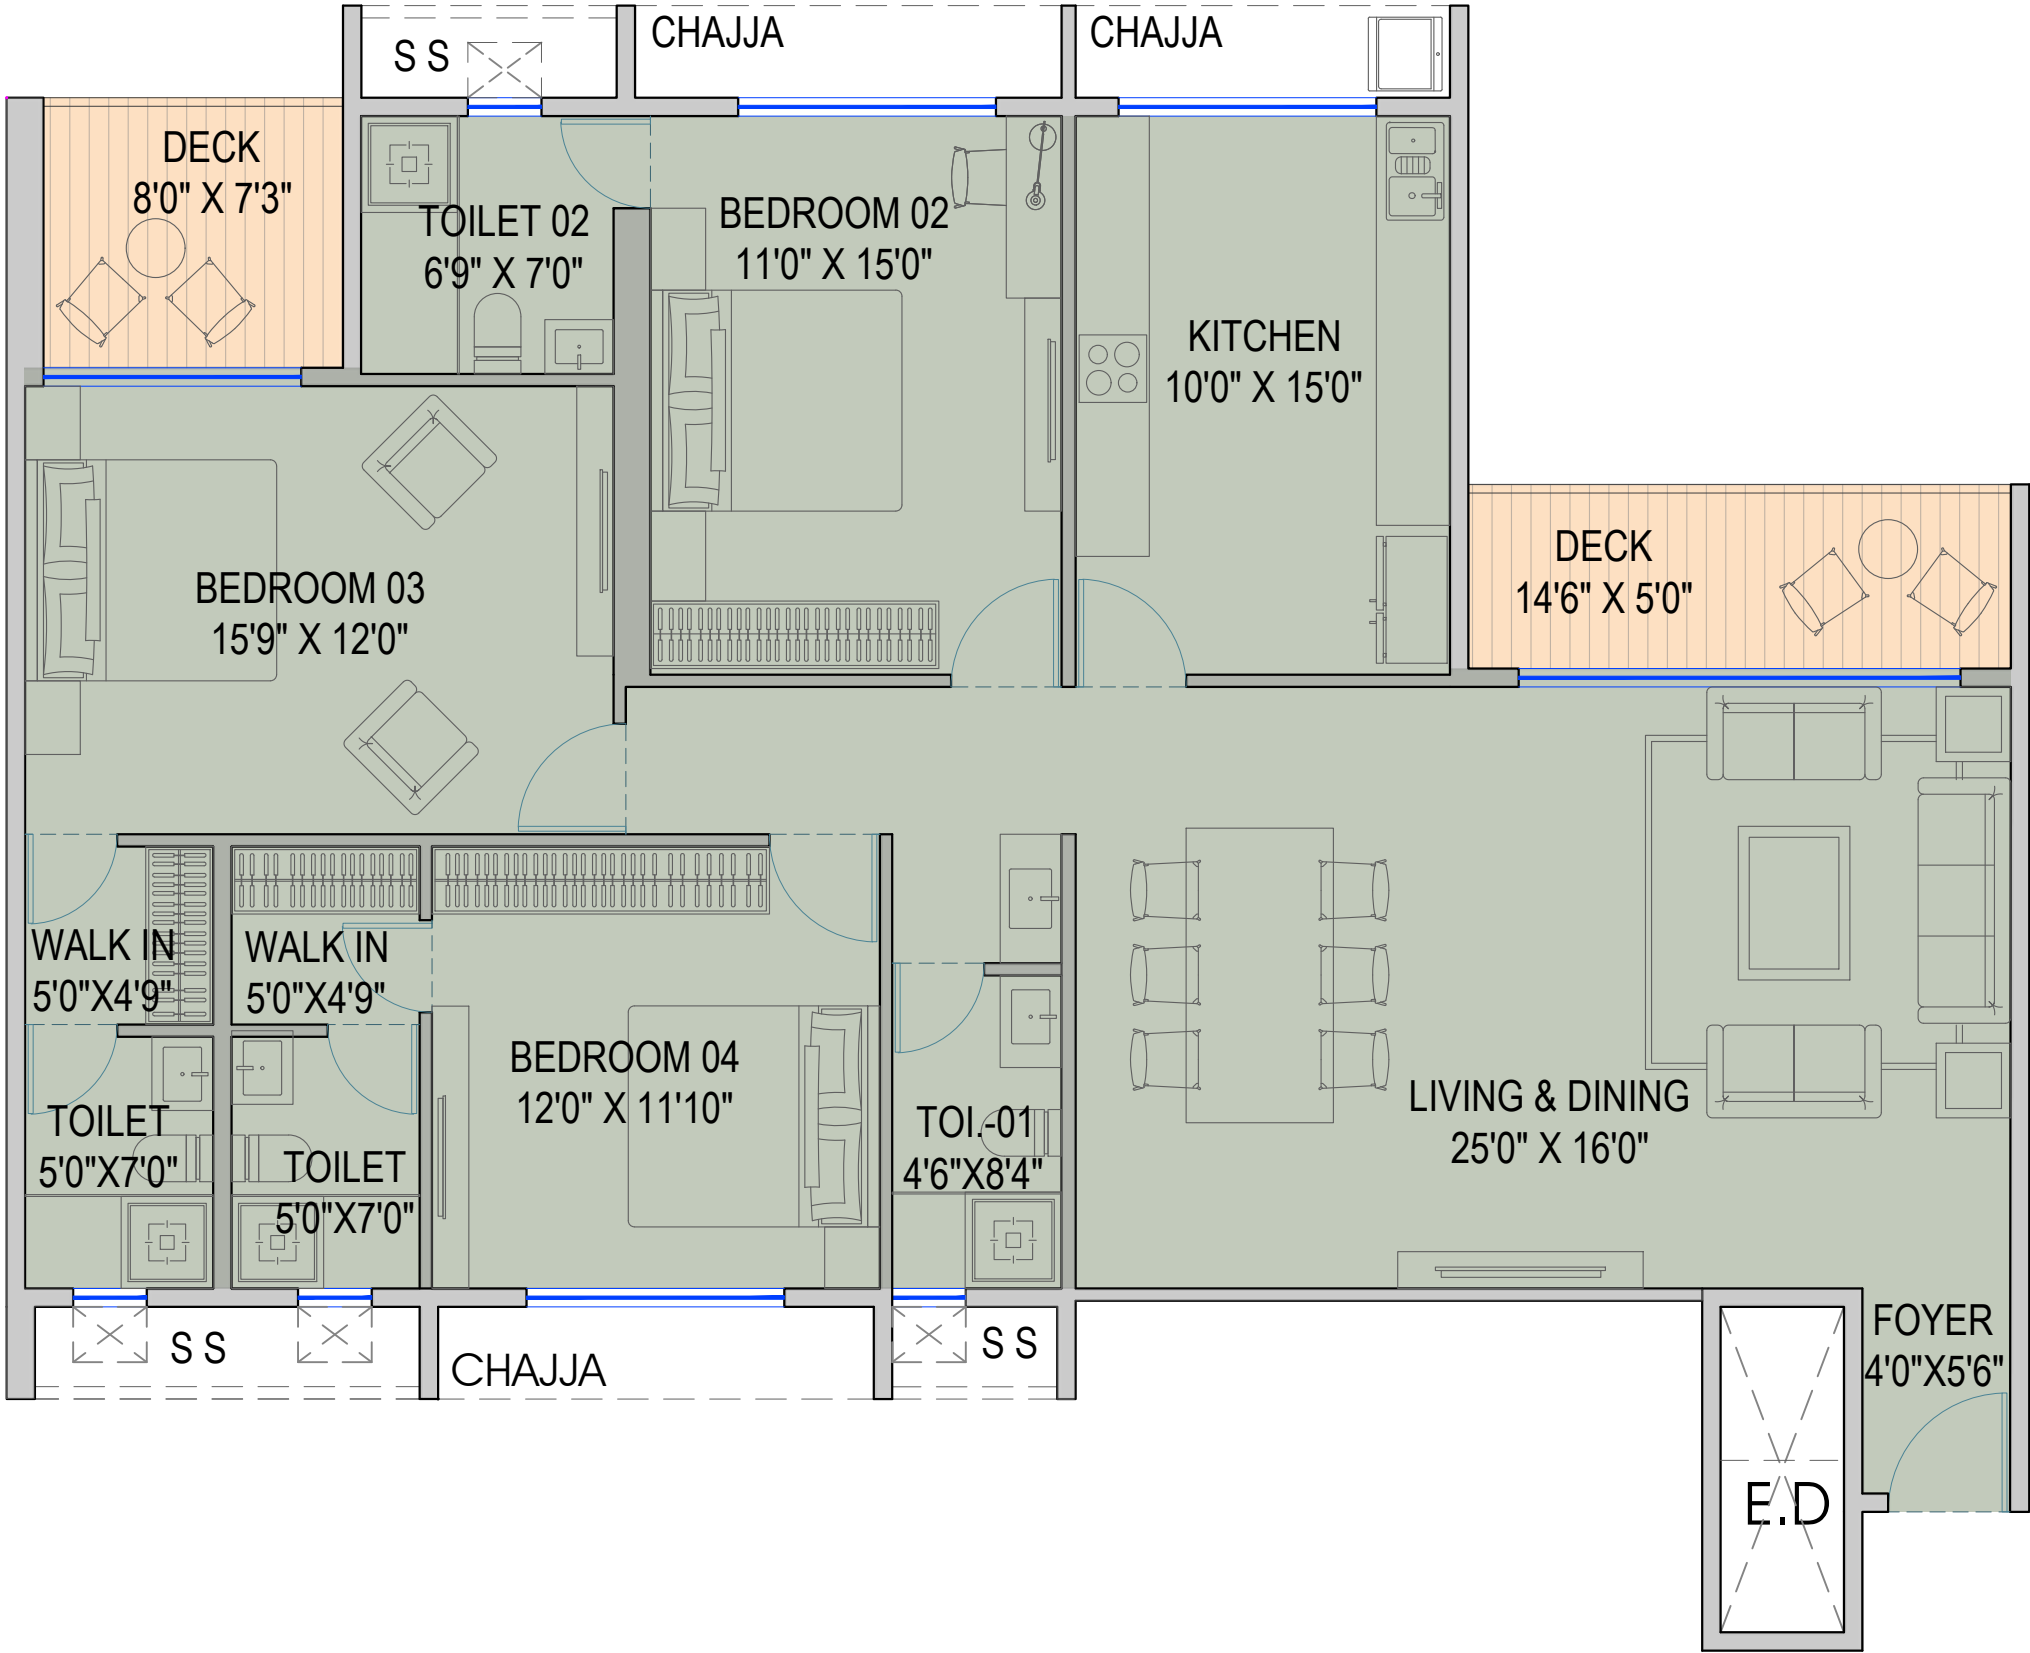 S S
CHAJJA
CHAJJA
DECK
8'0" X 7'3"
TOILET 02
6'9" X 7'0"
BEDROOM 02
11'0" X 15'0"
KITCHEN
10'0" X 15'0"
DECK
14'6" X 5'0"
BEDROOM 03
15'9" X 12'0"
WALK IN
5'0"X4'9"
WALK IN
5'0"X4'9"
BEDROOM 04
12'0" X 11'10"
TOILET
5'0"X7'0"
TOILET
5'0"X7'0"
TOI.-01
4'6"X8'4"
LIVING & DINING
25'0" X 16'0"
S S
CHAJJA
S S
FOYER
4'0"X5'6"
E.D